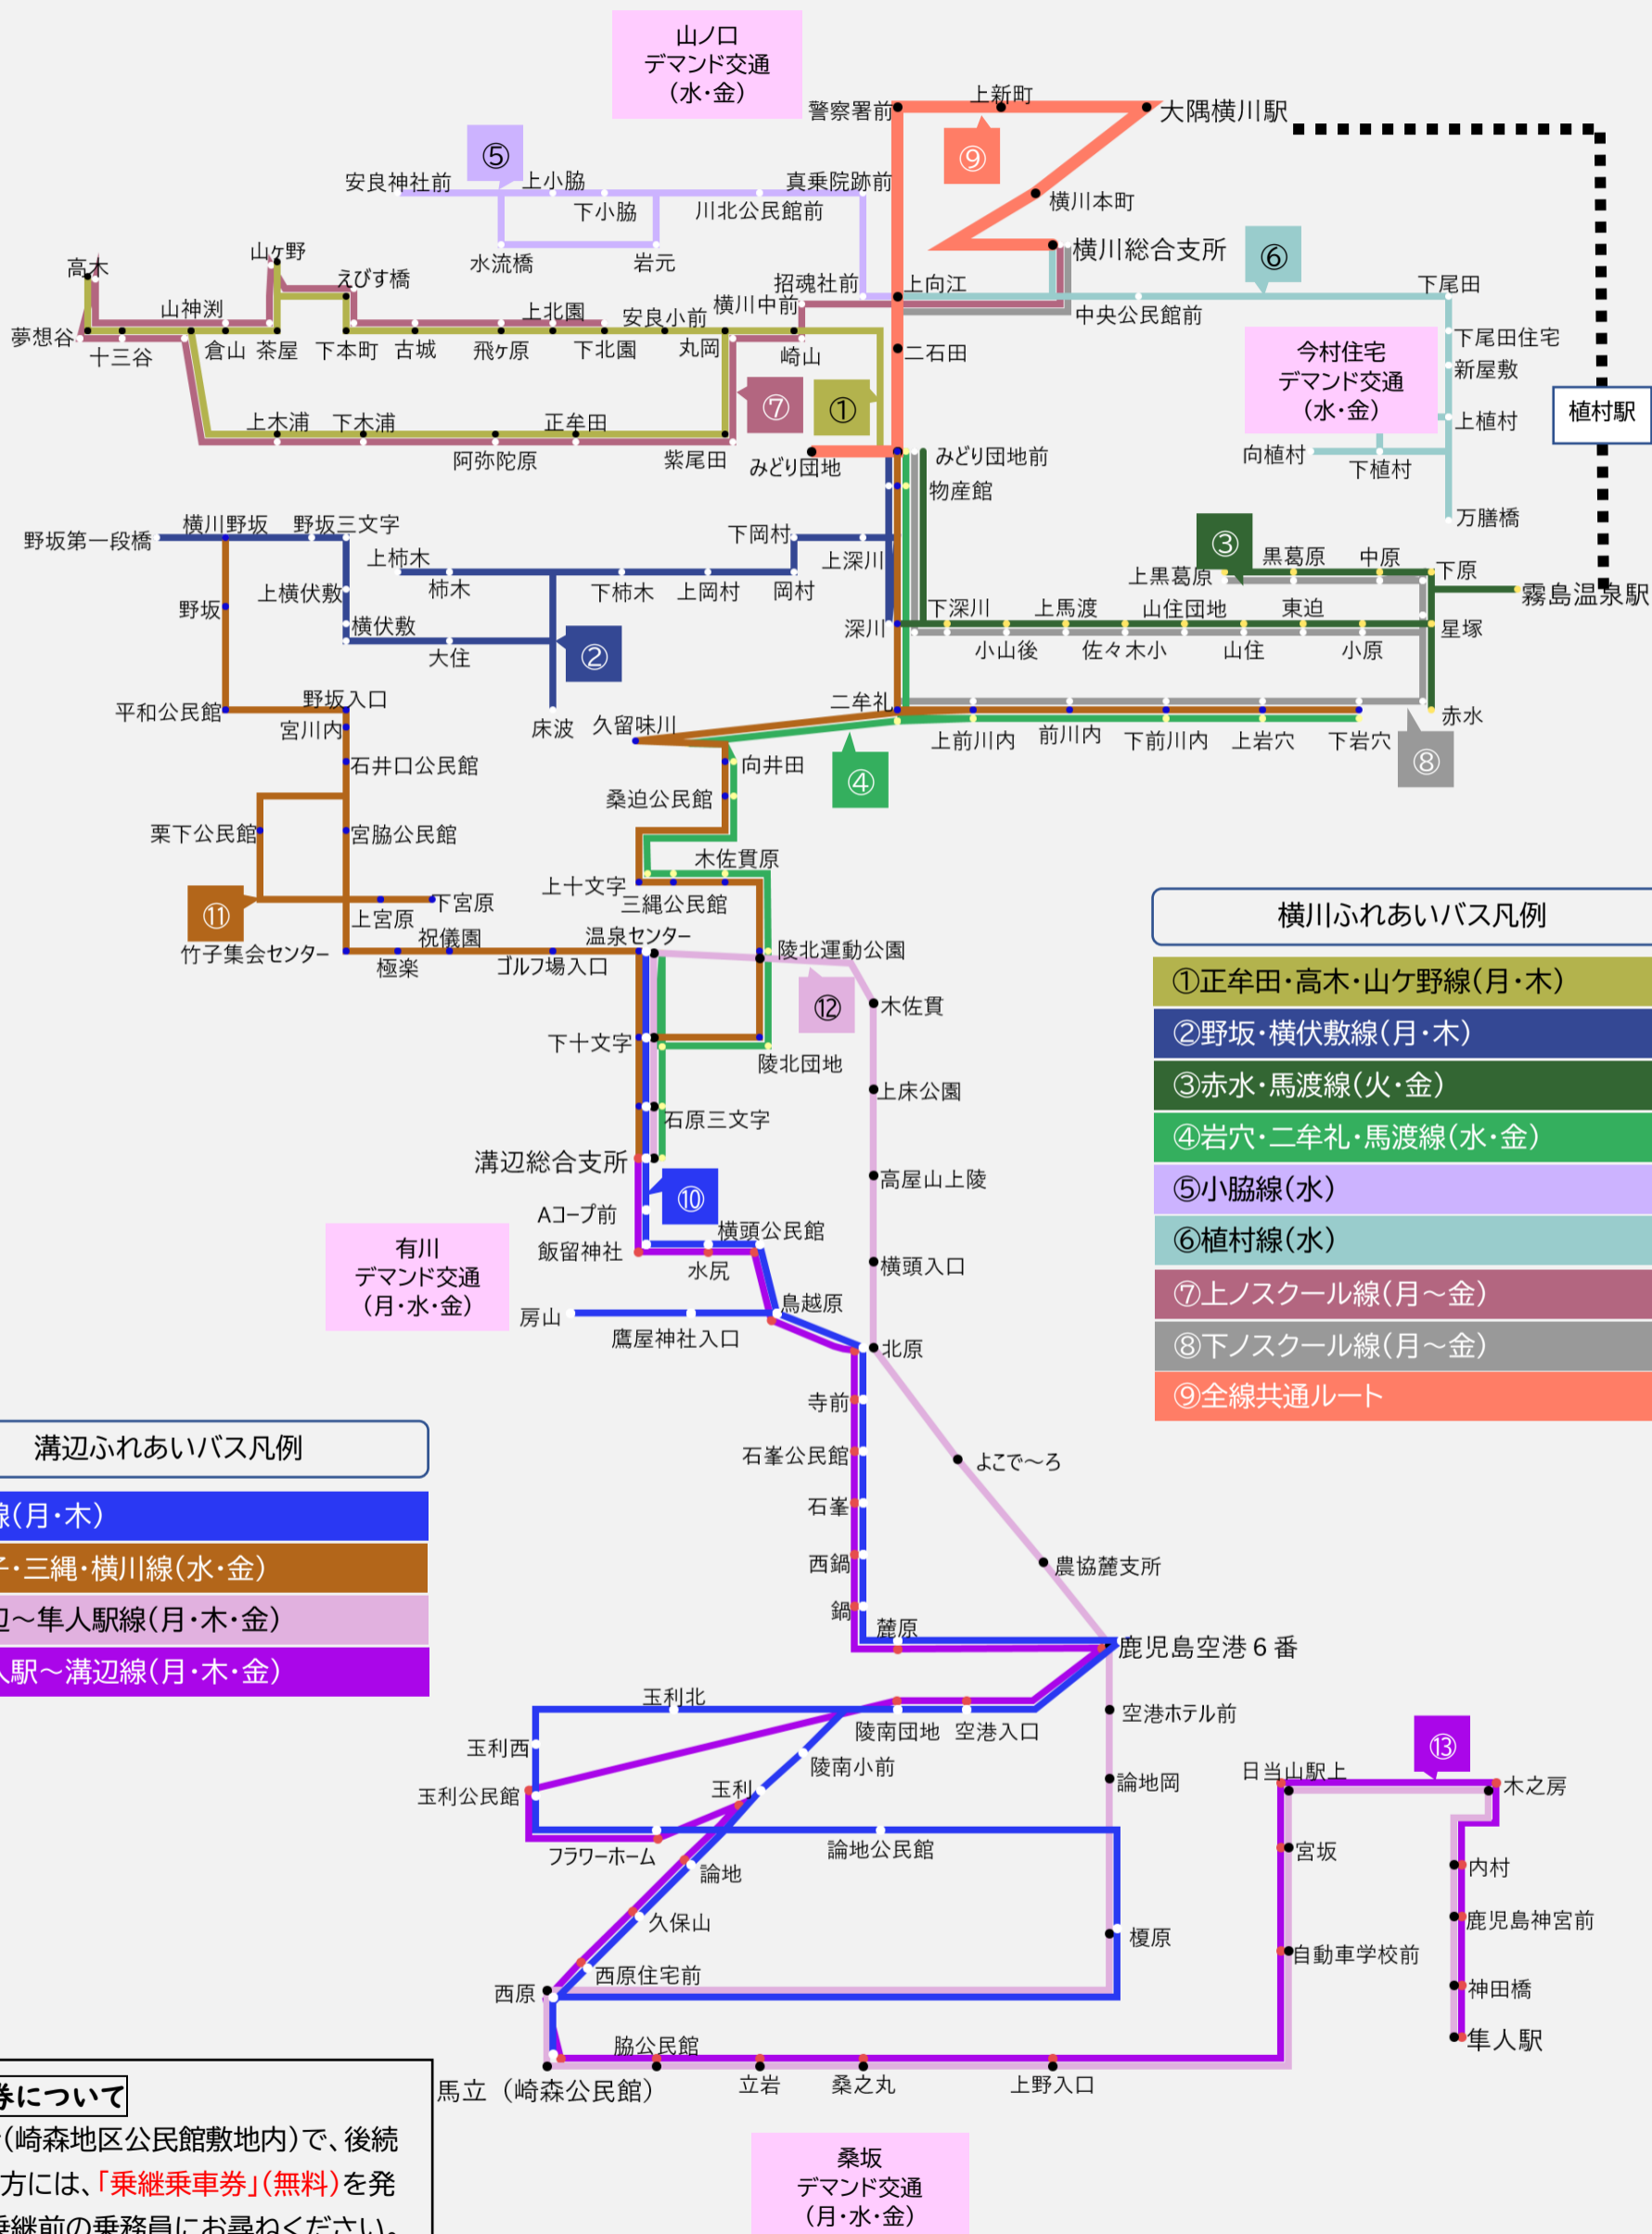 山ノ口
デマンド交通
（水・金）
警察署前
上新町
大隅横川駅
⑨
⑤
安良神社前
上小脇
下小脇
川北公民館前
真乗院跡前
横川本町
水流橋
岩元
横川総合支所
⑥
高木
山ヶ野
えびす橋
招魂社前
上向江
下尾田
山神渕
上北園
安良小前
横川中前
中央公民館前
夢想谷
十三谷
倉山
茶屋
下本町
古城
飛ヶ原
下北園
丸岡
崎山
二石田
下尾田住宅
新屋敷
今村住宅
デマンド交通
（水・金）
⑦
①
植村駅
上木浦
下木浦
正牟田
上植村
阿弥陀原
紫尾田
みどり団地
みどり団地前
向植村
下植村
物産館
万膳橋
野坂第一段橋
横川野坂
野坂三文字
下岡村
上深川
③
上柿木
柿木
下柿木
上岡村
岡村
上黒葛原
黒葛原
中原
下原
霧島温泉駅
上横伏敷
野坂
横伏敷
大住
②
深川
下深川
上馬渡
山住団地
東迫
星塚
小山後
佐々木小
山住
小原
平和公民館
野坂入口
宮川内
床波
久留味川
二牟礼
赤水
上前川内
前川内
下前川内
上岩穴
下岩穴
石井口公民館
向井田
④
⑧
桑迫公民館
栗下公民館
宮脇公民館
木佐貫原
上十文字
三縄公民館
⑪
上宮原
下宮原
竹子集会センター
祝儀園
極楽
ゴルフ場入口
温泉センター
陵北運動公園
⑫
木佐貫
下十文字
陵北団地
上床公園
石原三文字
溝辺総合支所
⑩
高屋山上陵
Aコープ前
飯留神社
横頭公民館
水尻
横頭入口
有川
デマンド交通
（月・水・金）
房山
鷹屋神社入口
鳥越原
北原
寺前
石峯公民館
よこで～ろ
石峯
西鍋
農協麓支所
鍋
麓原
鹿児島空港６番
横川ふれあいバス凡例
①正牟田・高木・山ケ野線（月・木）
②野坂・横伏敷線（月・木）
③赤水・馬渡線（火・金）
④岩穴・二牟礼・馬渡線（水・金）
⑤小脇線（水）
⑥植村線（水）
⑦上ノスクール線（月～金）
⑧下ノスクール線（月～金）
⑨全線共通ルート
溝辺ふれあいバス凡例
線（月・木）
子・三縄・横川線（水・金）
辺～隼人駅線（月・木・金）
人駅～溝辺線（月・木・金）
玉利北
陵南団地
空港入口
空港ホテル前
玉利西
陵南小前
玉利公民館
玉利
論地岡
⑬
日当山駅上
木之房
フラワーホーム
論地公民館
論地
宮坂
内村
久保山
榎原
鹿児島神宮前
西原住宅前
自動車学校前
西原
神田橋
脇公民館
隼人駅
馬立（崎森公民館）
立岩
桑之丸
上野入口
券について
（崎森地区公民館敷地内）で、後続
方には、「乗継乗車券」（無料）を発
乗継前の乗務員にお尋ねください。
桑坂
デマンド交通
（月・水・金）